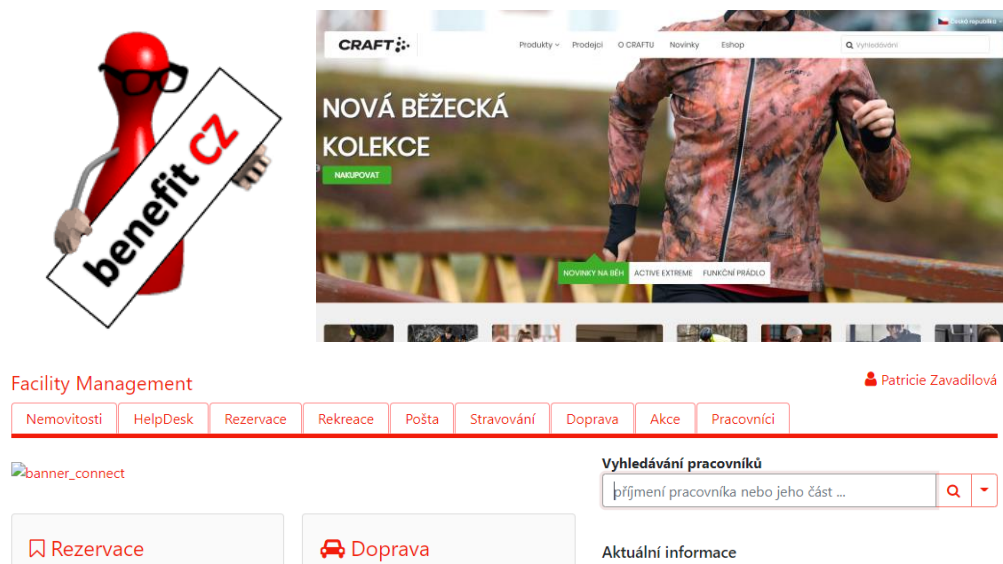 benefit CZ
Česká republika
CRAFT
Produkty Prodejci O CRAFTU Novinky Eshop
Vyhledávání
NOVÁ BĚŽECKÁ
KOLEKCE
NAKUPOVAT
NOVINKY NA BĚH ACTIVE EXTREME FUNKČNÍ PRÁDLO
Facility Management
Patricie Zavadilová
Nemovitosti HelpDesk Rezervace Rekreace Pošta Stravování Doprava Akce Pracovníci
banner_connect
Vyhledávání pracovníků
příjmení pracovníka nebo jeho část ...
Rezervace
Doprava
Aktuální informace